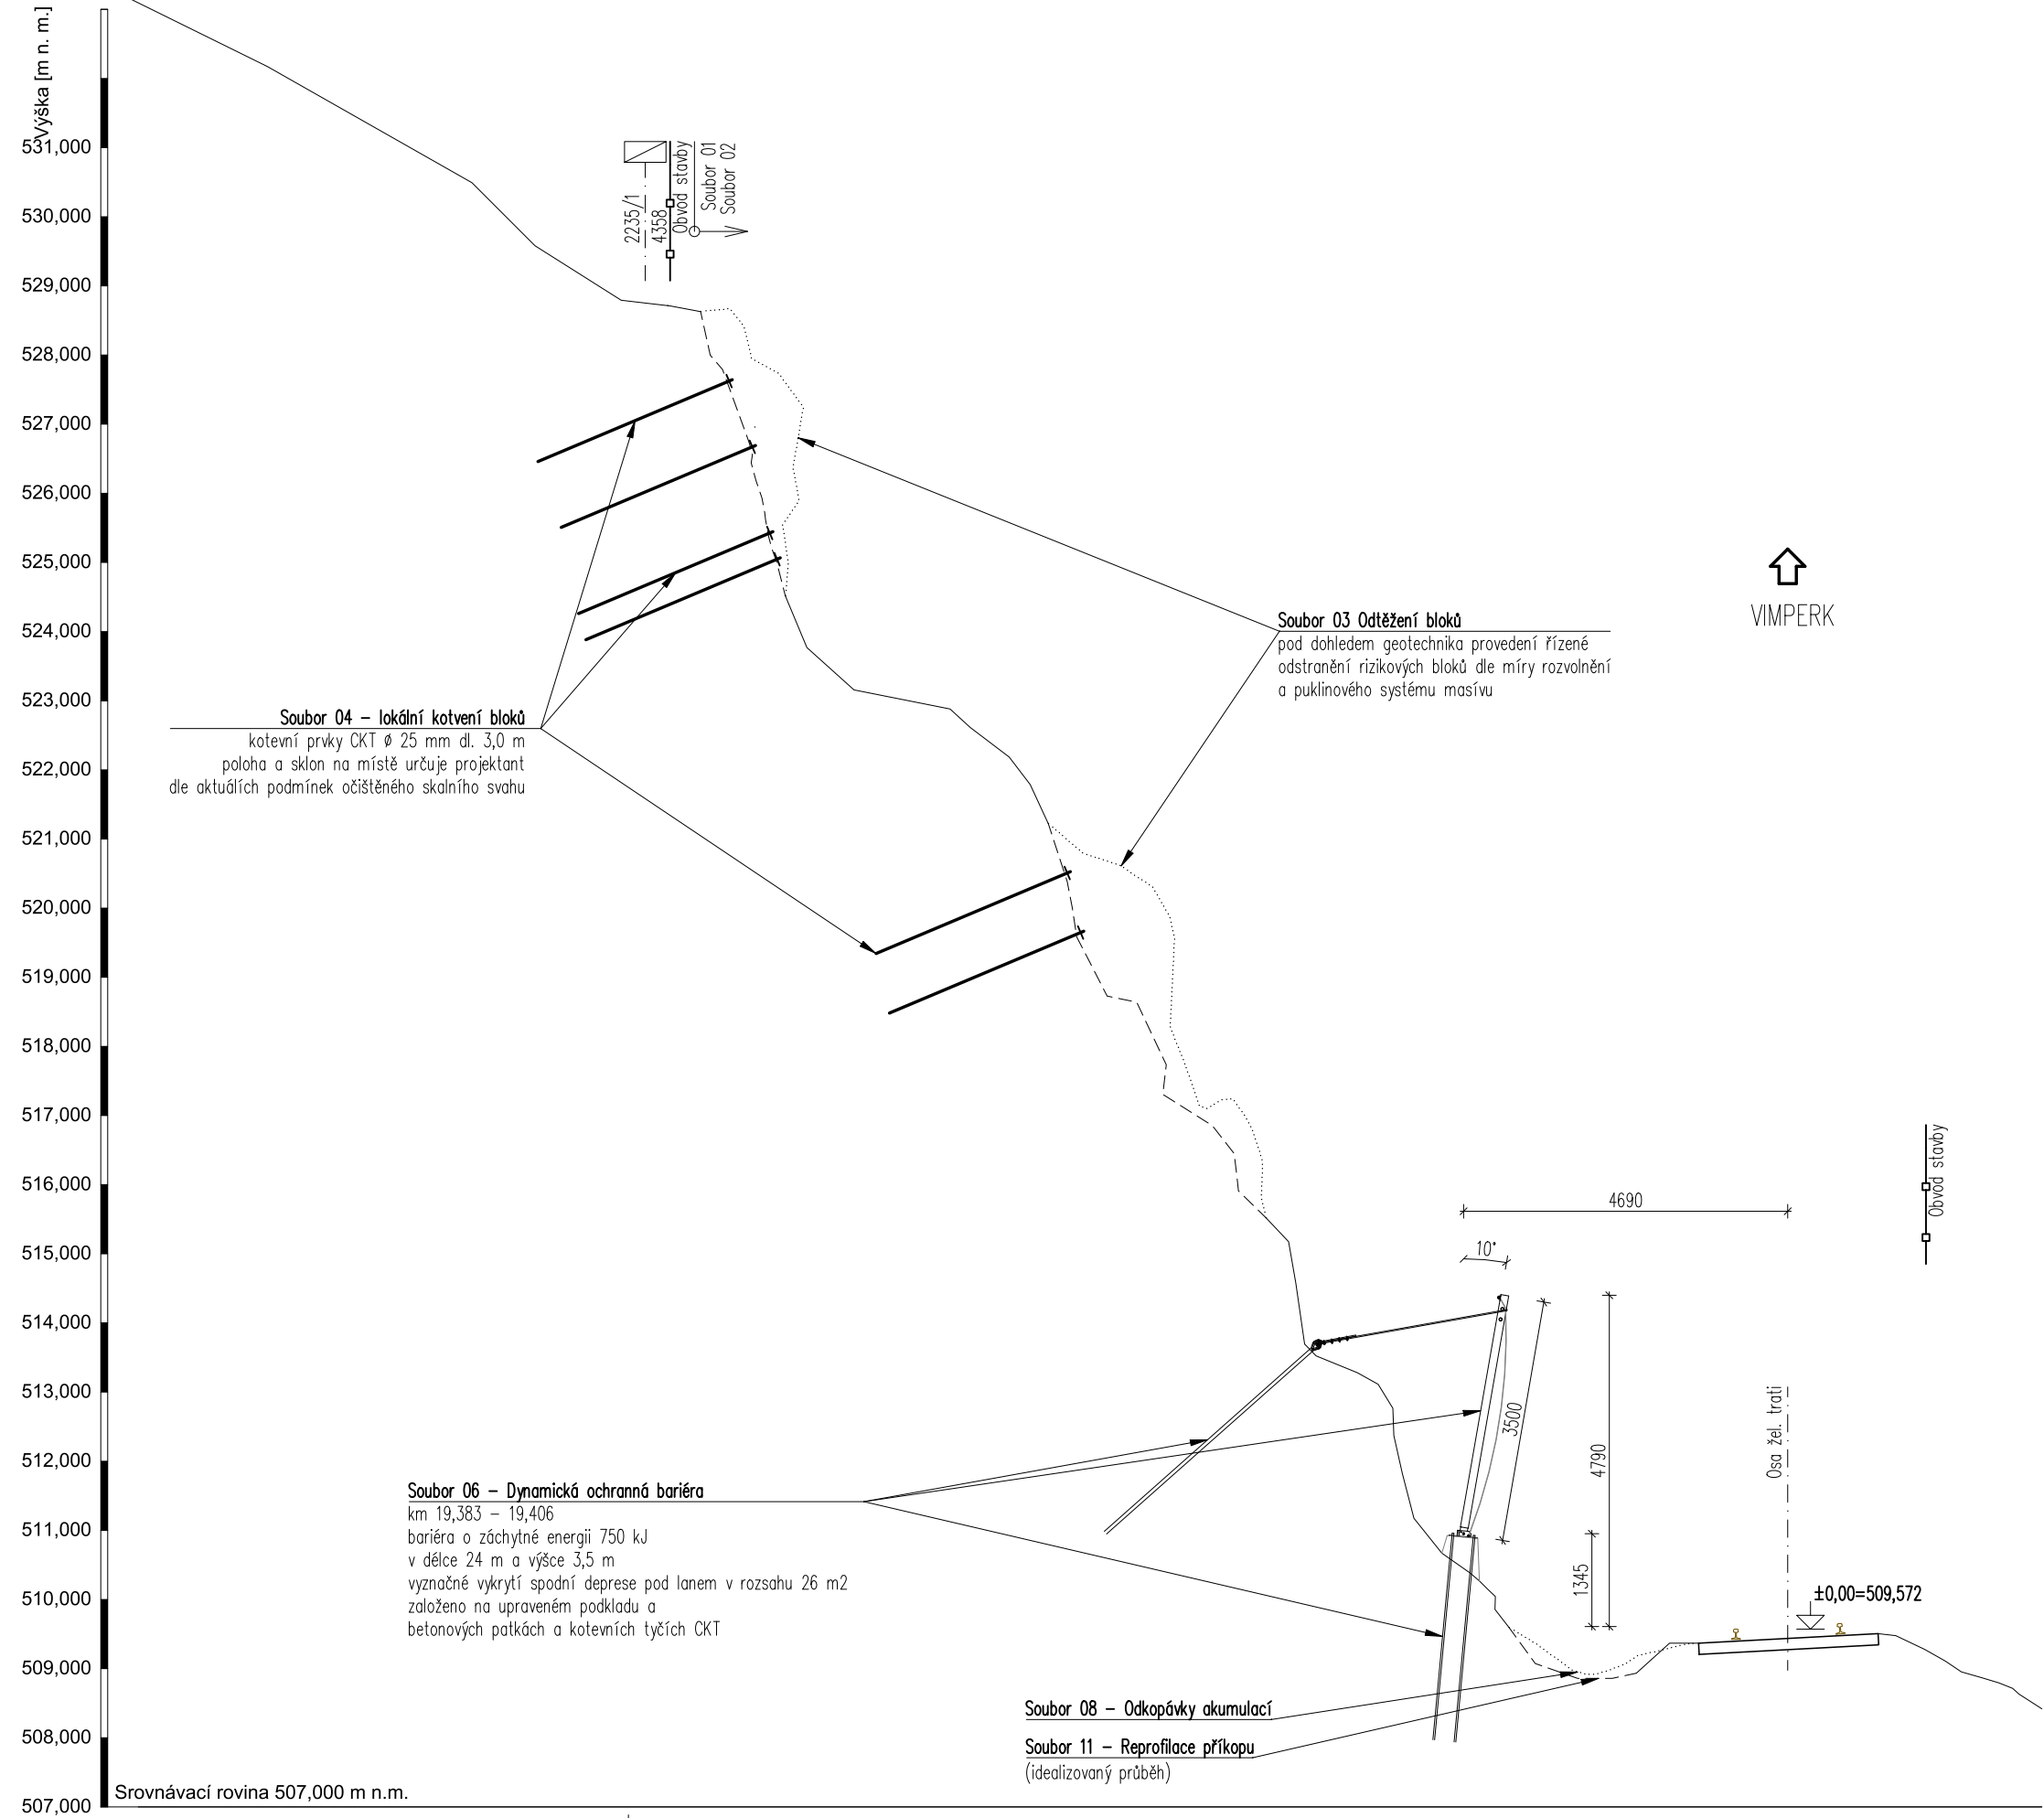 Výška [m n. m.]
531,000
530,000
529,000
528,000
527,000
526,000
525,000
524,000
523,000
522,000
521,000
520,000
519,000
518,000
517,000
516,000
515,000
514,000
513,000
512,000
511,000
510,000
509,000
508,000
507,000
2235/1
4358
Obvod stavby
Soubor 01
Soubor 02
VIMPERK
Soubor 03 Odtěžení bloků
pod dohledem geotechnika provedení řízené
odstranění rizikových bloků dle míry rozvolnění
a puklinového systému masívu
Soubor 04 – lokální kotvení bloků
kotevní prvky CKT Ø 25 mm dl. 3,0 m
poloha a sklon na místě určuje projektant
dle aktuálích podmínek očištěného skalního svahu
Obvod stavby
4690
10°
3500
4790
1345
Osa žel. trati
±0,00=509,572
Soubor 06 – Dynamická ochranná bariéra
km 19,383 – 19,406
bariéra o záchytné energii 750 kJ
v délce 24 m a výšce 3,5 m
vyznačné vykrytí spodní deprese pod lanem v rozsahu 26 m2
založeno na upraveném podkladu a
betonových patkách a kotevních tyčích CKT
Soubor 08 – Odkopávky akumulací
Soubor 11 – Reprofilace příkopu
(idealizovaný průběh)
Srovnávací rovina 507,000 m n.m.